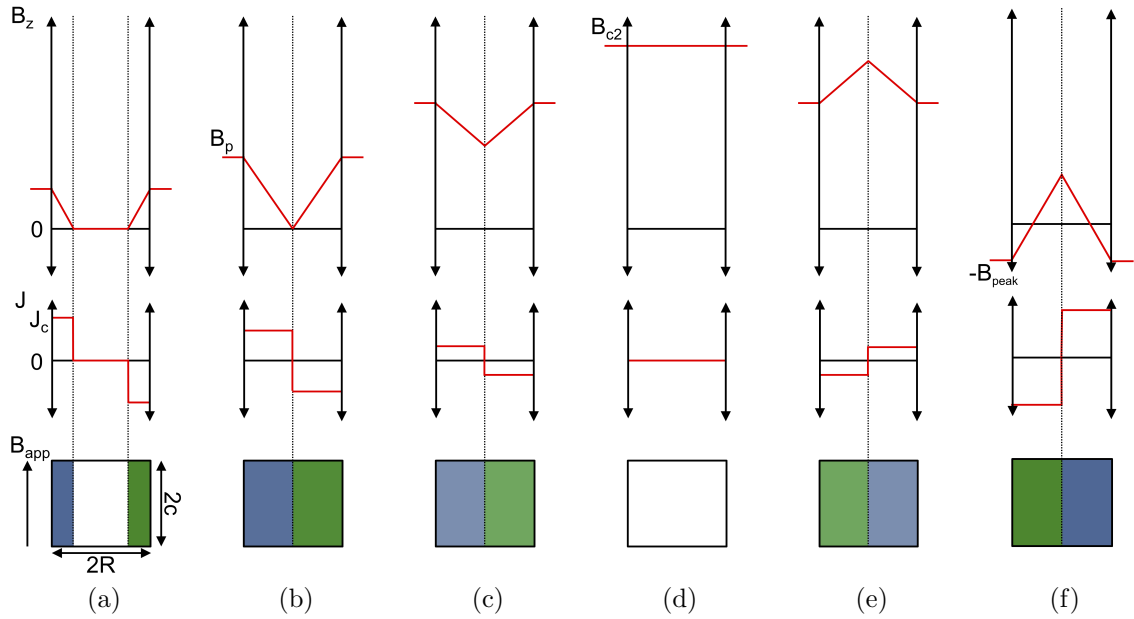 B_z
B_c2
B_p
0
-B_peak
J
J_c
0
B_app
2c
2R
(a) (b) (c) (d) (e) (f)